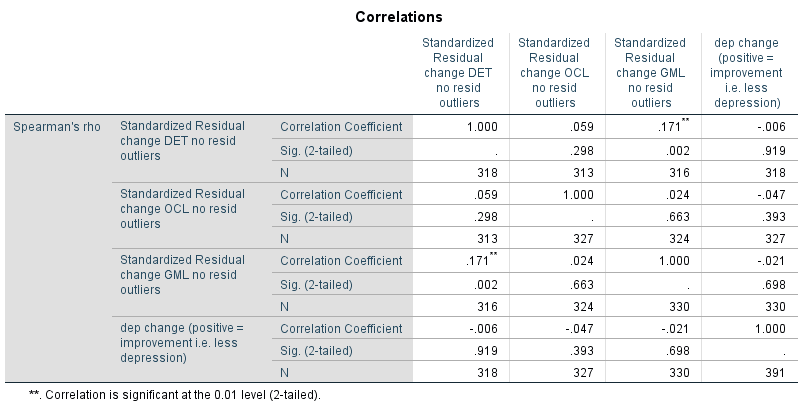 Correlations
Standardized Residual change DET no resid outliers Standardized Residual change OCL no resid outliers Standardized Residual change GML no resid outliers dep change (positive = improvement i.e. less depression)
Spearman's rho Standardized Residual change DET no resid outliers Correlation Coefficient 1.000 .059 .171** -.006
Sig. (2-tailed) . .298 .002 .919
N 318 313 316 318
Standardized Residual change OCL no resid outliers Correlation Coefficient .059 1.000 .024 -.047
Sig. (2-tailed) .298 . .663 .393
N 313 327 324 327
Standardized Residual change GML no resid outliers Correlation Coefficient .171** .024 1.000 -.021
Sig. (2-tailed) .002 .663 . .698
N 316 324 330 330
dep change (positive = improvement i.e. less depression) Correlation Coefficient -.006 -.047 -.021 1.000
Sig. (2-tailed) .919 .393 .698 .
N 318 327 330 391
**. Correlation is significant at the 0.01 level (2-tailed).